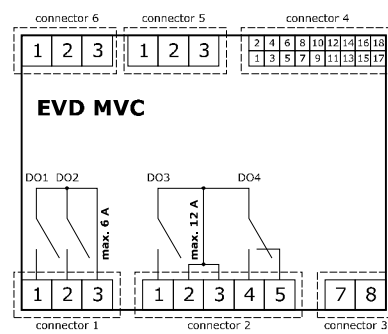 connector 6 connector 5 connector 4
1 2 3 1 2 3 2 4 6 8 10 12 14 16 18
1 3 5 7 9 11 13 15 17
EVD MVC
DO1 DO2 DO3 DO4
max. 6 A max. 12 A
1 2 3 1 2 3 4 5 7 8
connector 1 connector 2 connector 3